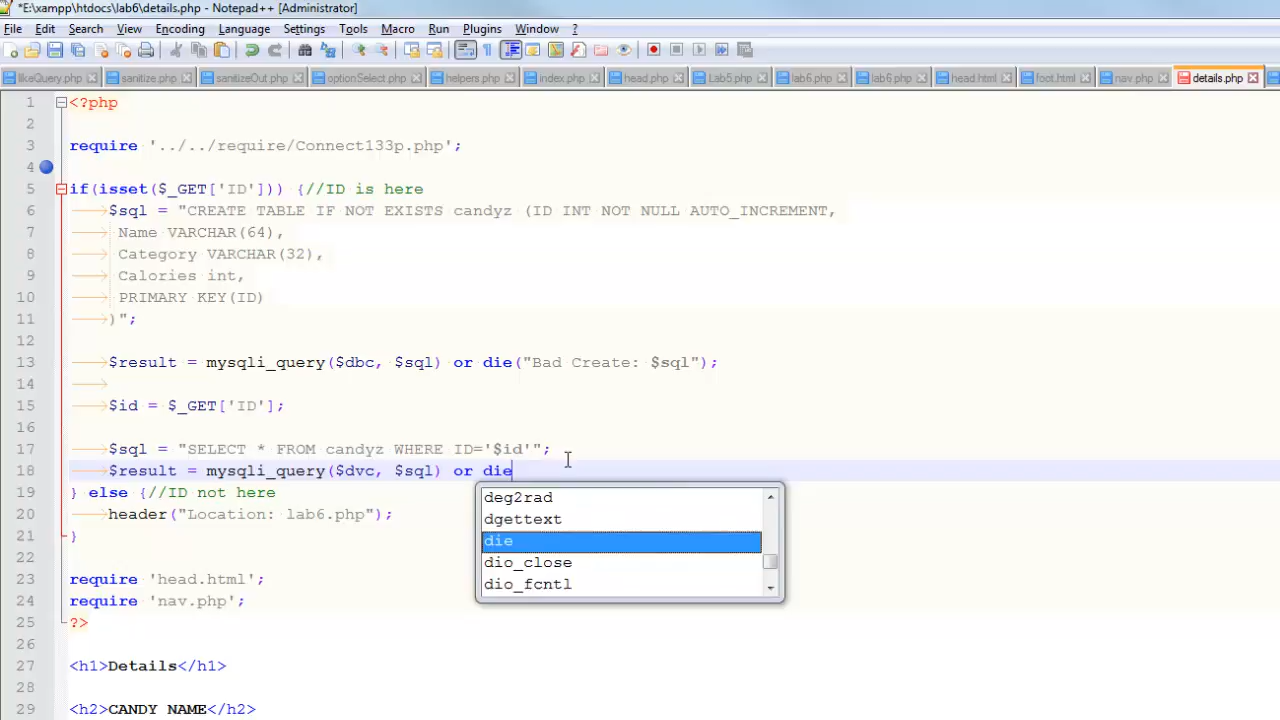 *E:\xampp\htdocs\lab6\details.php - Notepad++ [Administrator]
File Edit Search View Encoding Language Settings Tools Macro Run Plugins Window ?
likeQuery.php sanitize.php sanitizeOut.php optionSelect.php helpers.php index.php head.php Lab5.php lab6.php lab6.php head.html foot.html nav.php details.php
1 <?php
2
3 require '../../require/Connect133p.php';
4
5 if(isset($_GET['ID'])) {//ID is here
6 $sql = "CREATE TABLE IF NOT EXISTS candyz (ID INT NOT NULL AUTO_INCREMENT,
7 Name VARCHAR(64),
8 Category VARCHAR(32),
9 Calories int,
10 PRIMARY KEY(ID)
11 )";
12
13 $result = mysqli_query($dbc, $sql) or die("Bad Create: $sql");
14
15 $id = $_GET['ID'];
16
17 $sql = "SELECT * FROM candyz WHERE ID='$id'";
18 $result = mysqli_query($dvc, $sql) or die
19 } else {//ID not here
deg2rad
20 header("Location: lab6.php");
dgettext
21 }
die
22
dio_close
23 require 'head.html';
dio_fcntl
24 require 'nav.php';
25 ?>
26
27 <h1>Details</h1>
28
29 <h2>CANDY NAME</h2>